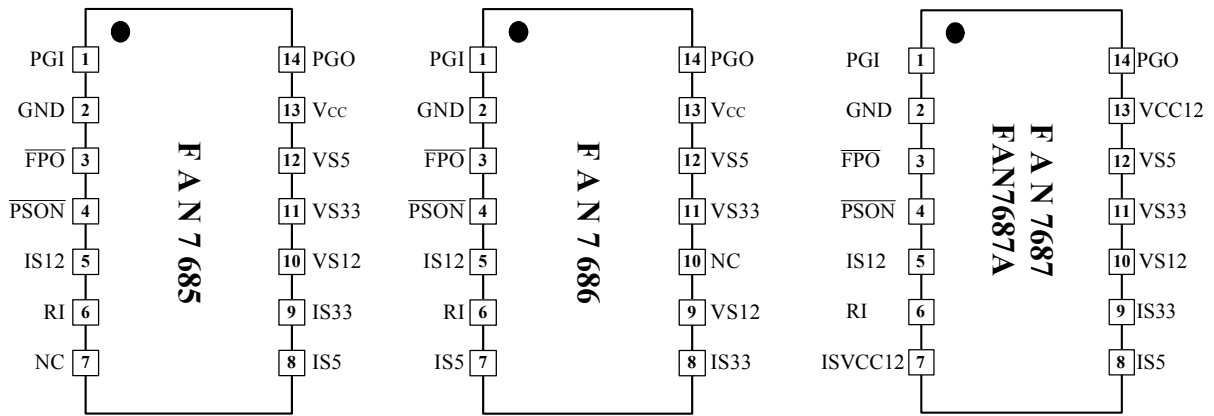 PGI 1 14 PGO
GND 2 13 Vcc
FPO 3 12 VS5
PSON 4 11 VS33
IS12 5 10 VS12
RI 6 9 IS33
NC 7 8 IS5
FAN7685
PGI 1 14 PGO
GND 2 13 Vcc
FPO 3 12 VS5
PSON 4 11 VS33
IS12 5 10 NC
RI 6 9 VS12
IS5 7 8 IS33
FAN7686
PGI 1 14 PGO
GND 2 13 VCC12
FPO 3 12 VS5
PSON 4 11 VS33
IS12 5 10 VS12
RI 6 9 IS33
ISVCC12 7 8 IS5
FAN7687
FAN7687A